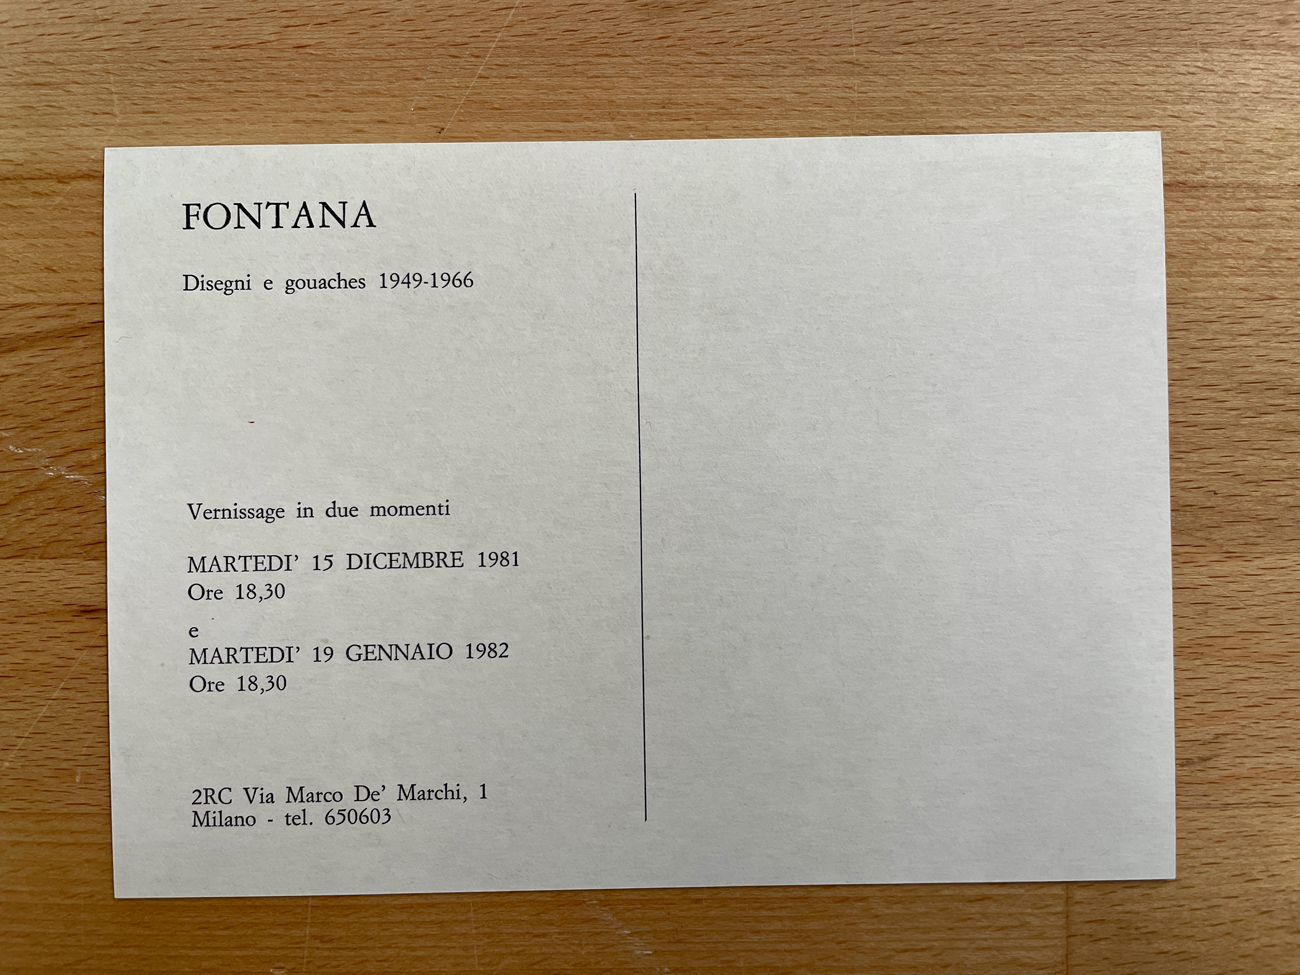 FONTANA
Disegni e gouaches 1949-1966
Vernissage in due momenti
MARTEDI' 15 DICEMBRE 1981
Ore 18,30
e
MARTEDI' 19 GENNAIO 1982
Ore 18,30
2RC Via Marco De' Marchi, 1
Milano - tel. 650603